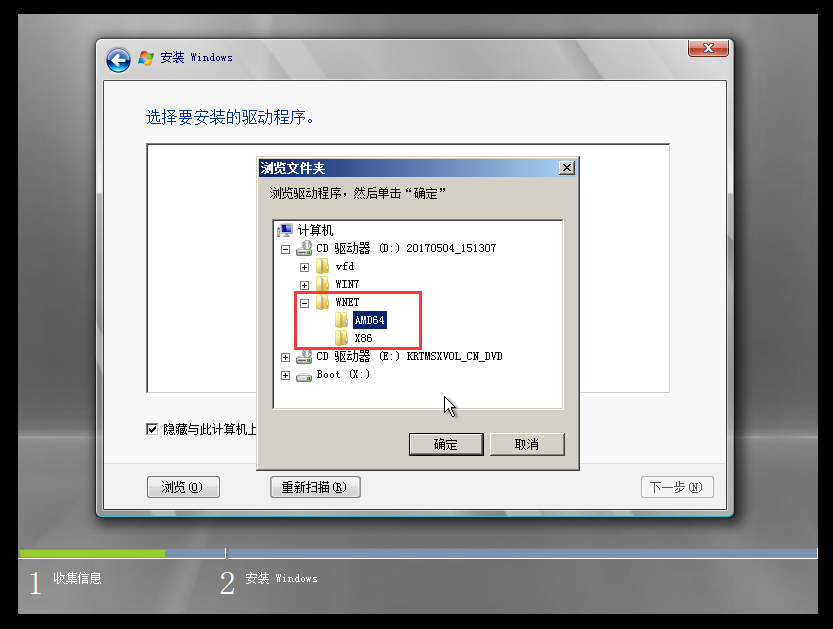 安装 Windows
选择要安装的驱动程序。
浏览文件夹
浏览驱动程序，然后单击“确定”
计算机
CD 驱动器 (D:) 20170504_151307
vfd
WIN7
WNET
AMD64
X86
CD 驱动器 (E:) KRTMSXVOL_CN_DVD
Boot (X:)
隐藏与此计算机上
确定 取消
浏览(O) 重新扫描(R) 下一步(N)
1 收集信息 2 安装 Windows